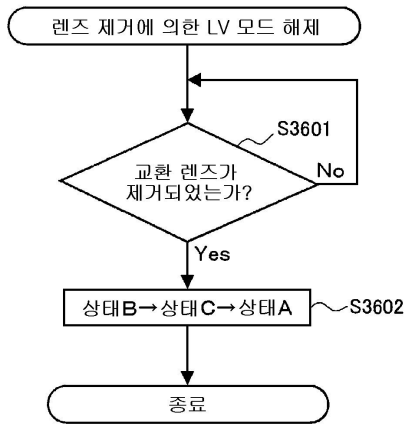 렌즈 제거에 의한 LV 모드 해제
S3601
교환 렌즈가
제거되었는가?
No
Yes
상태B→상태C→상태A
S3602
종료